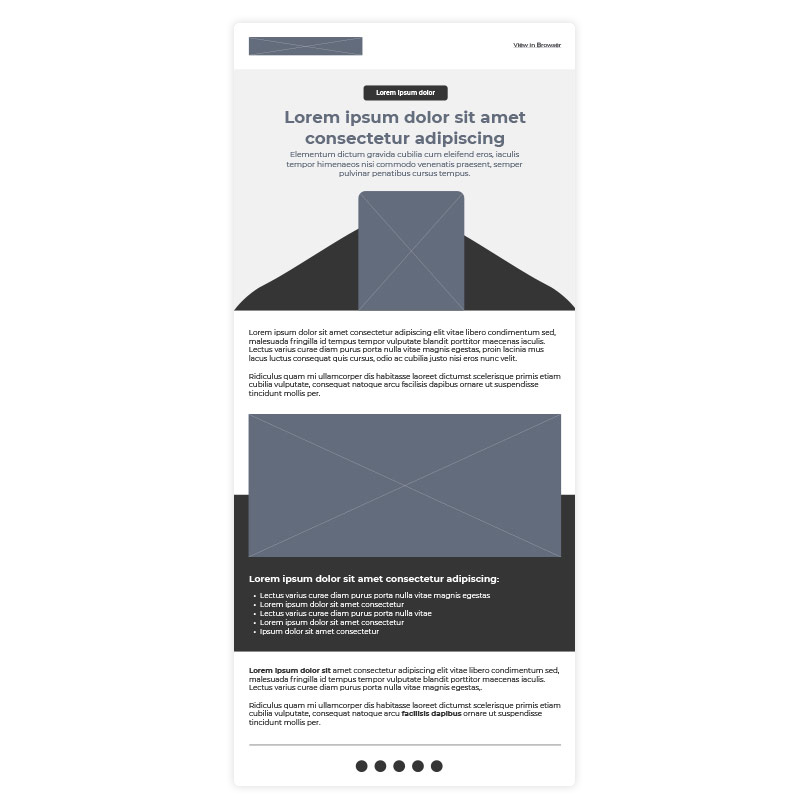 View in Browser
Lorem ipsum dolor
Lorem ipsum dolor sit amet
consectetur adipiscing
Elementum dictum gravida cubilia cum eleifend eros, iaculis
tempor himenaeos nisi commodo venenatis praesent, semper
pulvinar penatibus cursus tempus.
Lorem ipsum dolor sit amet consectetur adipiscing elit vitae libero condimentum sed,
malesuada fringilla id tempus tempor vulputate blandit porttitor maecenas iaculis.
Lectus varius curae diam purus porta nulla vitae magnis egestas, proin lacinia mus
lacus luctus consequat quis cursus, odio ac cubilia justo nisi eros nunc velit.
Ridiculus quam mi ullamcorper dis habitasse laoreet dictumst scelerisque primis etiam
cubilia vulputate, consequat natoque arcu facilisis dapibus ornare ut suspendisse
tincidunt mollis per.
Lorem ipsum dolor sit amet consectetur adipiscing:
• Lectus varius curae diam purus porta nulla vitae magnis egestas
• Lorem ipsum dolor sit amet consectetur
• Lectus varius curae diam purus porta nulla vitae
• Lorem ipsum dolor sit amet consectetur
• Ipsum dolor sit amet consectetur
Lorem ipsum dolor sit amet consectetur adipiscing elit vitae libero condimentum sed,
malesuada fringilla id tempus tempor vulputate blandit porttitor maecenas iaculis.
Lectus varius curae diam purus porta nulla vitae magnis egestas,.
Ridiculus quam mi ullamcorper dis habitasse laoreet dictumst scelerisque primis etiam
cubilia vulputate, consequat natoque arcu facilisis dapibus ornare ut suspendisse
tincidunt mollis per.